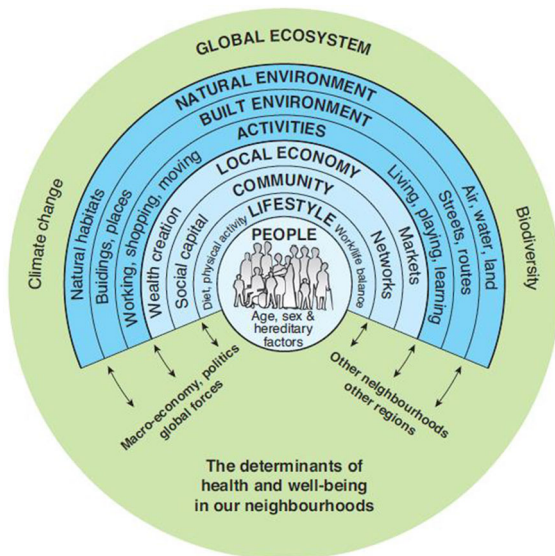 GLOBAL ECOSYSTEM
NATURAL ENVIRONMENT
BUILT ENVIRONMENT
ACTIVITIES
LOCAL ECONOMY
COMMUNITY
LIFESTYLE
PEOPLE
Age, sex &
hereditary
factors
Climate change
Natural habitats
Buidings, places
Working, shopping, moving
Wealth creation
Social capital
Diet, physical activity
Work/life balance
Networks
Markets
Living, playing, learning
Streets, routes
Air, water, land
Biodiversity
Macro-economy, politics
global forces
Other neighbourhoods
other regions
The determinants of
health and well-being
in our neighbourhoods